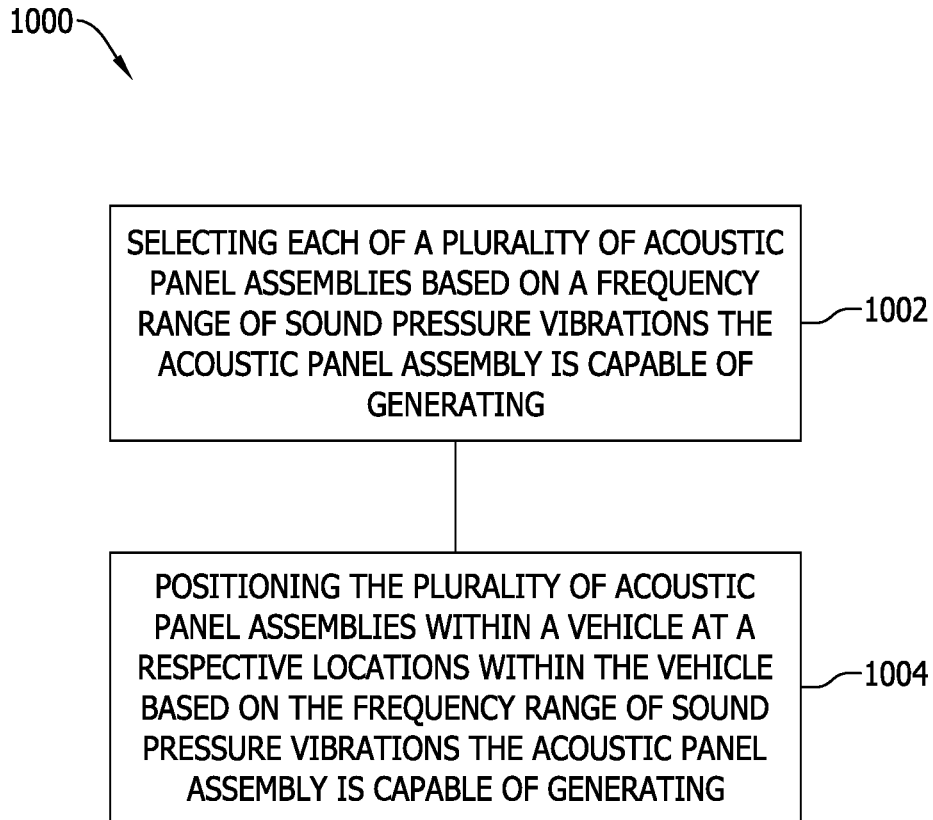 1000
SELECTING EACH OF A PLURALITY OF ACOUSTIC
PANEL ASSEMBLIES BASED ON A FREQUENCY
RANGE OF SOUND PRESSURE VIBRATIONS THE
ACOUSTIC PANEL ASSEMBLY IS CAPABLE OF
GENERATING
1002
POSITIONING THE PLURALITY OF ACOUSTIC
PANEL ASSEMBLIES WITHIN A VEHICLE AT A
RESPECTIVE LOCATIONS WITHIN THE VEHICLE
BASED ON THE FREQUENCY RANGE OF SOUND
PRESSURE VIBRATIONS THE ACOUSTIC PANEL
ASSEMBLY IS CAPABLE OF GENERATING
1004